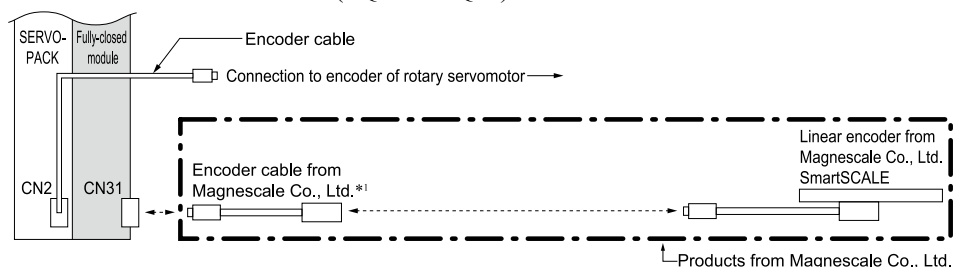 SERVO-
PACK
Fully-closed
module
Encoder cable
Connection to encoder of rotary servomotor
Linear encoder from
Magnescale Co., Ltd.
SmartSCALE
Encoder cable from
Magnescale Co., Ltd.*1
CN2
CN31
Products from Magnescale Co., Ltd.